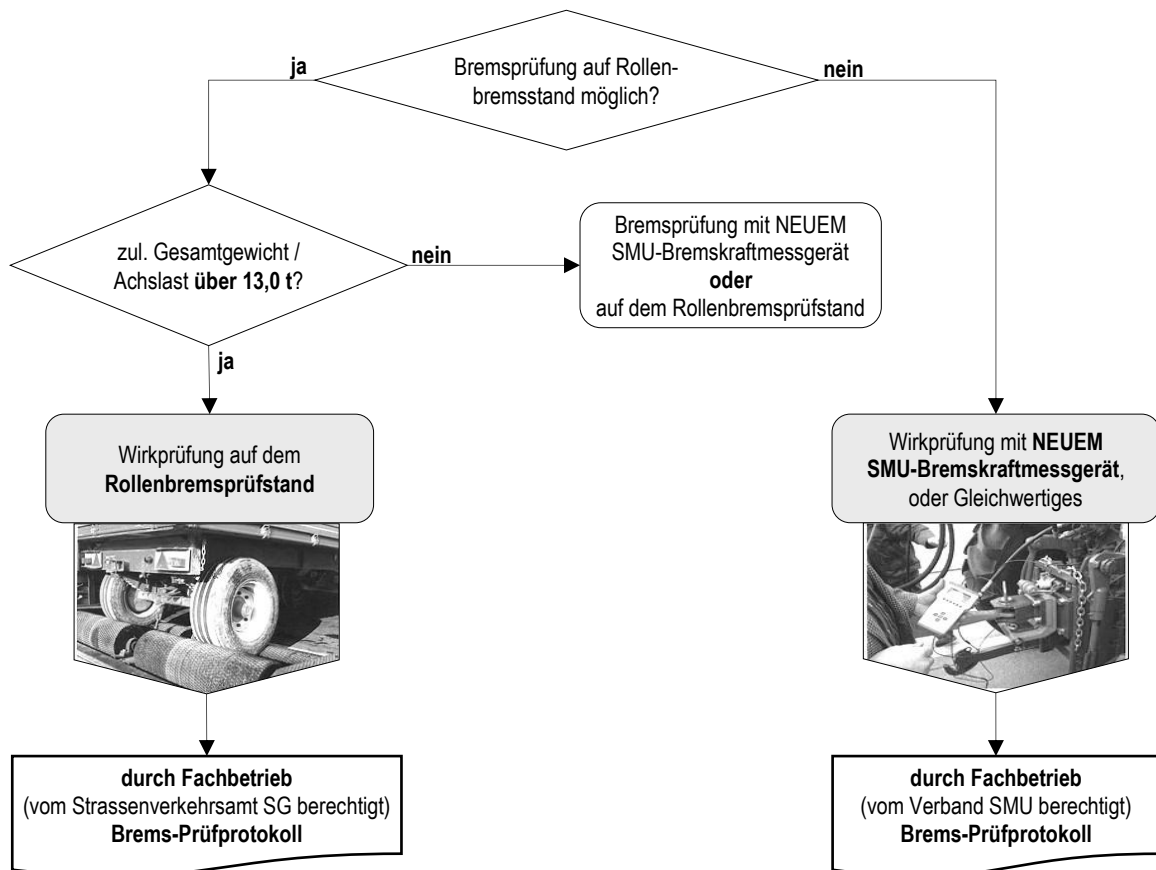 Bremsprüfung auf Rollen-
bremsstand möglich?
ja
nein
zul. Gesamtgewicht /
Achslast über 13,0 t?
nein
ja
Bremsprüfung mit NEUEM
SMU-Bremskraftmessgerät
oder
auf dem Rollenbremsprüfstand
Wirkprüfung auf dem
Rollenbremsprüfstand
Wirkprüfung mit NEUEM
SMU-Bremskraftmessgerät,
oder Gleichwertiges
durch Fachbetrieb
(vom Strassenverkehrsamt SG berechtigt)
Brems-Prüfprotokoll
durch Fachbetrieb
(vom Verband SMU berechtigt)
Brems-Prüfprotokoll